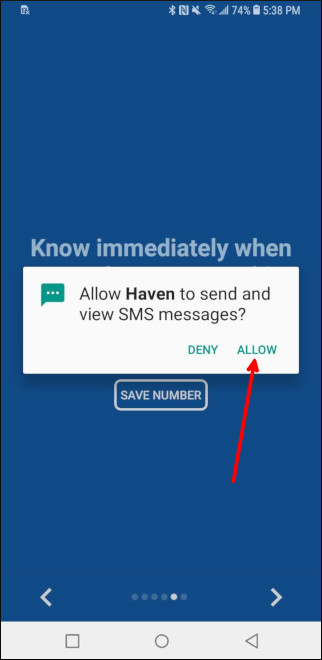 74% 5:38 PM
Know immediately when
Allow Haven to send and
view SMS messages?
DENY ALLOW
SAVE NUMBER